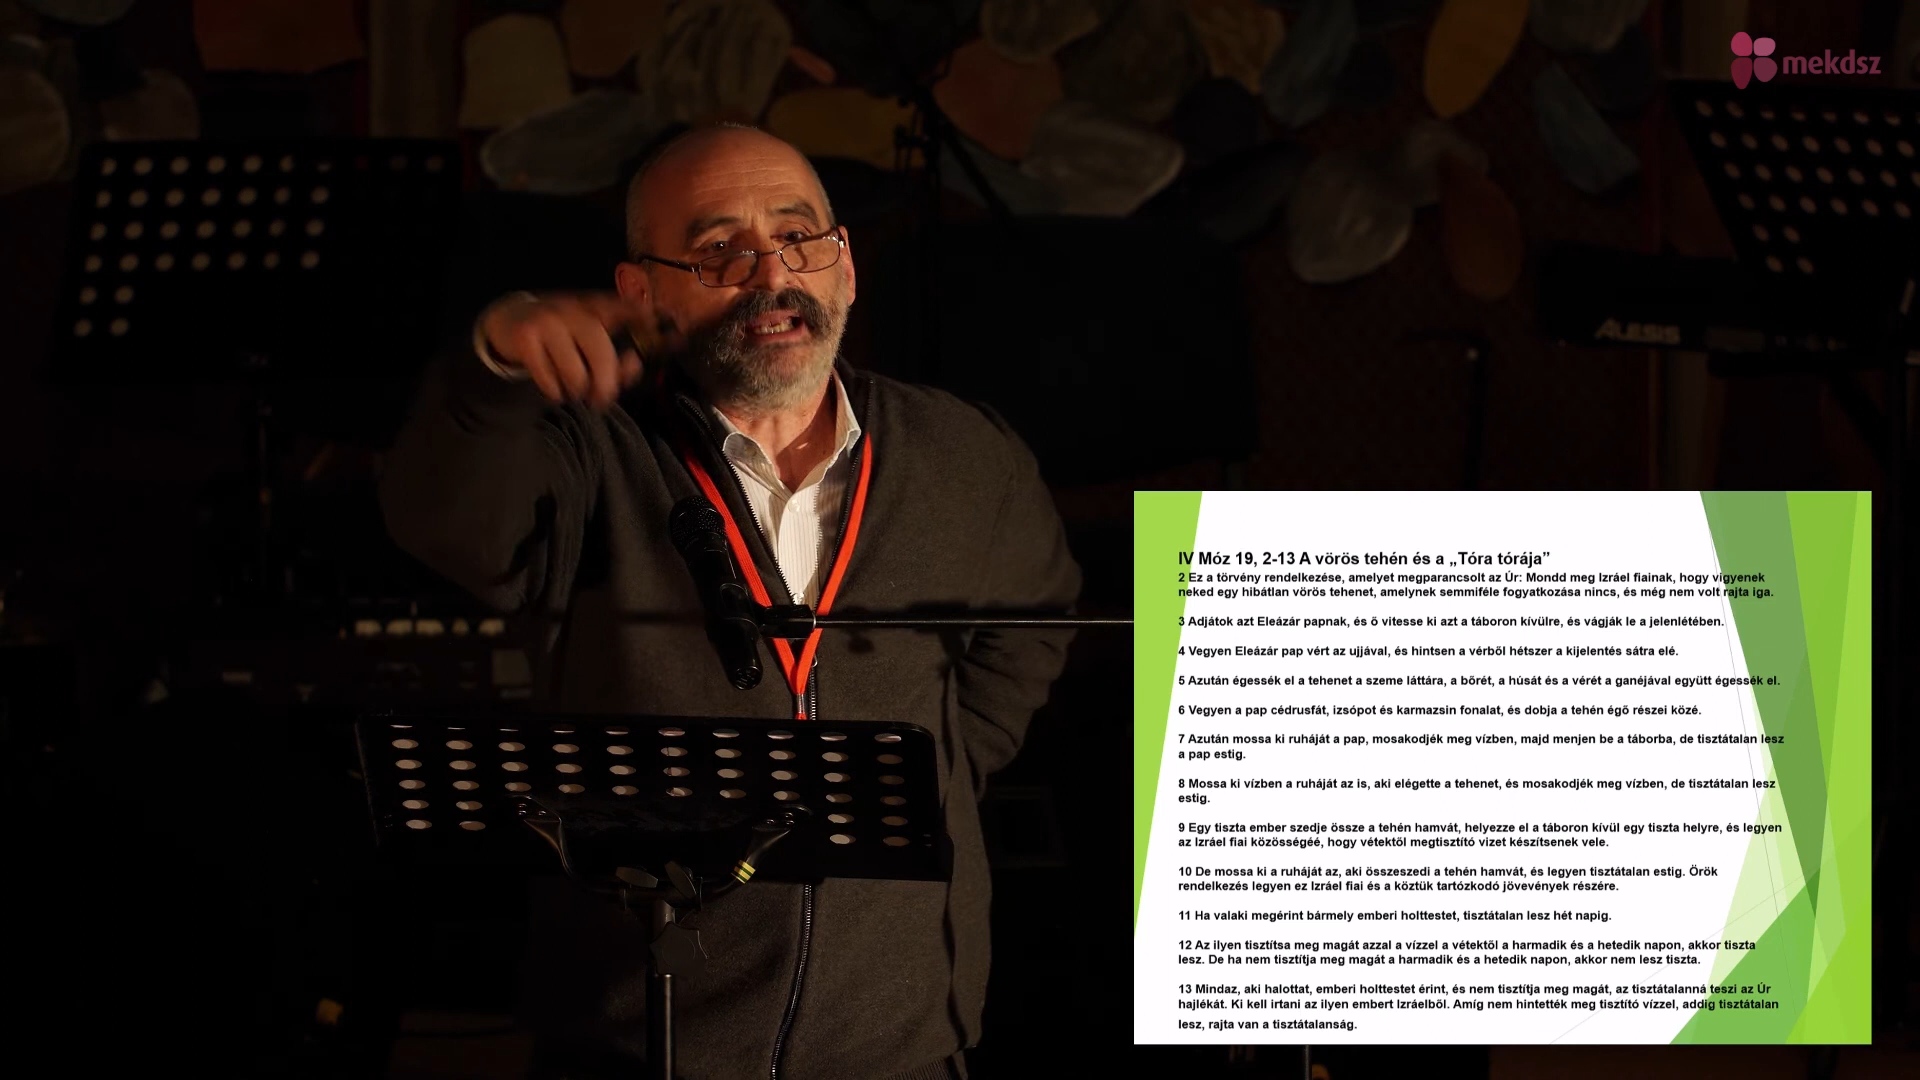 mekdsz
ALESIS
IV Móz 19, 2-13 A vörös tehén és a „Tóra tórája”
2 Ez a törvény rendelkezése, amelyet megparancsolt az Úr: Mondd meg Izráel fiainak, hogy vigyenek
neked egy hibátlan vörös tehenet, amelynek semmiféle fogyatkozása nincs, és még nem volt rajta iga.
3 Adjátok azt Eleázár papnak, és ő vitesse ki azt a táboron kívülre, és vágják le a jelenlétében.
4 Vegyen Eleázár pap vért az ujjával, és hintsen a vérből hétszer a kijelentés sátra elé.
5 Azután égessék el a tehenet a szeme láttára, a bőrét, a húsát és a vérét a ganéjával együtt égessék el.
6 Vegyen a pap cédrusfát, izsópot és karmazsin fonalat, és dobja a tehén égő részei közé.
7 Azután mossa ki ruháját a pap, mosakodjék meg vízben, majd menjen be a táborba, de tisztátalan lesz
a pap estig.
8 Mossa ki vízben a ruháját az is, aki elégette a tehenet, és mosakodjék meg vízben, de tisztátalan lesz
estig.
9 Egy tiszta ember szedje össze a tehén hamvát, helyezze el a táboron kívül egy tiszta helyre, és legyen
az Izráel fiai közösségéé, hogy vétektől megtisztító vizet készítsenek vele.
10 De mossa ki a ruháját az, aki összeszedi a tehén hamvát, és legyen tisztátalan estig. Örök
rendelkezés legyen ez Izráel fiai és a köztük tartózkodó jövevények részére.
11 Ha valaki megérint bármely emberi holttestet, tisztátalan lesz hét napig.
12 Az ilyen tisztítsa meg magát azzal a vízzel a vétektől a harmadik és a hetedik napon, akkor tiszta
lesz. De ha nem tisztítja meg magát a harmadik és a hetedik napon, akkor nem lesz tiszta.
13 Mindaz, aki halottat, emberi holttestet érint, és nem tisztítja meg magát, az tisztátalanná teszi az Úr
hajlékát. Ki kell irtani az ilyen embert Izráelből. Amíg nem hintették meg tisztító vízzel, addig tisztátalan
lesz, rajta van a tisztátalanság.